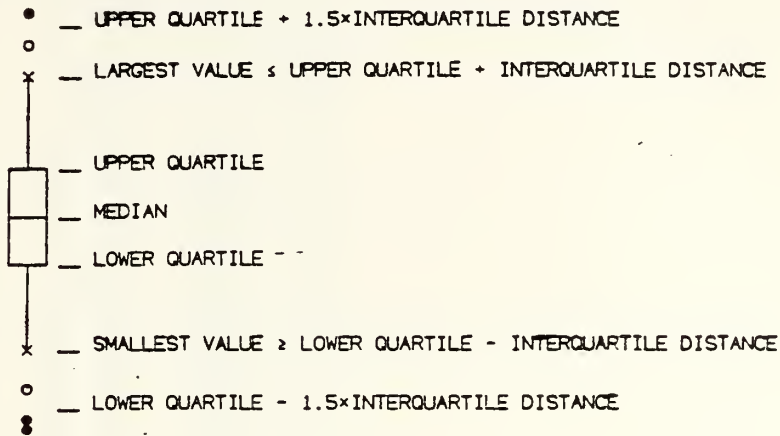 UPPER QUARTILE + 1.5×INTERQUARTILE DISTANCE
LARGEST VALUE ≤ UPPER QUARTILE + INTERQUARTILE DISTANCE
UPPER QUARTILE
MEDIAN
LOWER QUARTILE
SMALLEST VALUE ≥ LOWER QUARTILE - INTERQUARTILE DISTANCE
LOWER QUARTILE - 1.5×INTERQUARTILE DISTANCE